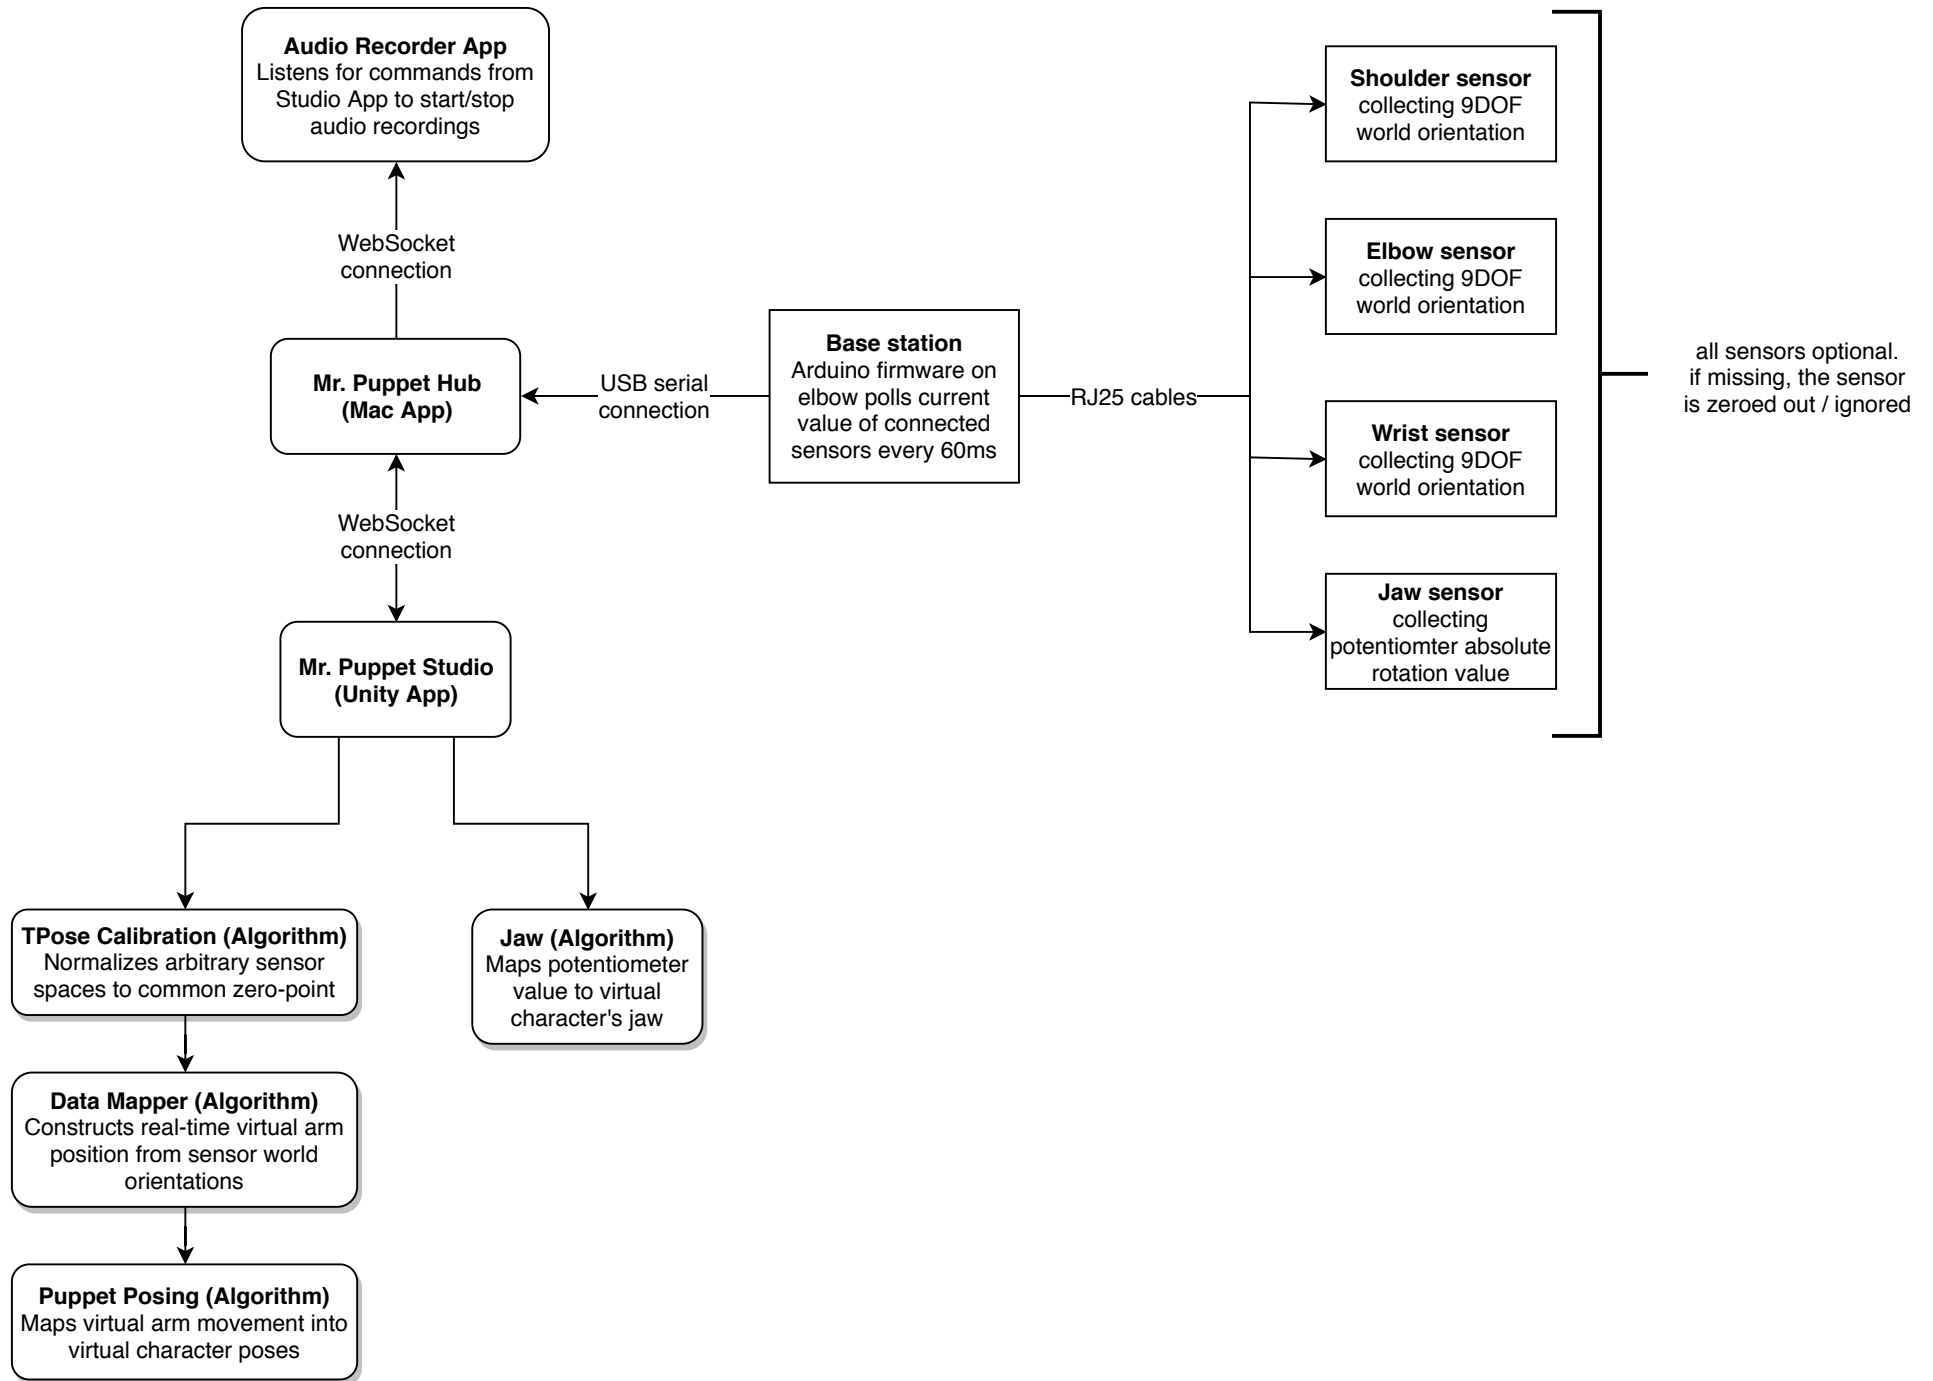 Audio Recorder App
Listens for commands from
Studio App to start/stop
audio recordings
WebSocket
connection
Mr. Puppet Hub
(Mac App)
USB serial
connection
Base station
Arduino firmware on
elbow polls current
value of connected
sensors every 60ms
RJ25 cables
Shoulder sensor
collecting 9DOF
world orientation
Elbow sensor
collecting 9DOF
world orientation
Wrist sensor
collecting 9DOF
world orientation
Jaw sensor
collecting
potentiomter absolute
rotation value
all sensors optional.
if missing, the sensor
is zeroed out / ignored
WebSocket
connection
Mr. Puppet Studio
(Unity App)
TPose Calibration (Algorithm)
Normalizes arbitrary sensor
spaces to common zero-point
Jaw (Algorithm)
Maps potentiometer
value to virtual
character's jaw
Data Mapper (Algorithm)
Constructs real-time virtual arm
position from sensor world
orientations
Puppet Posing (Algorithm)
Maps virtual arm movement into
virtual character poses